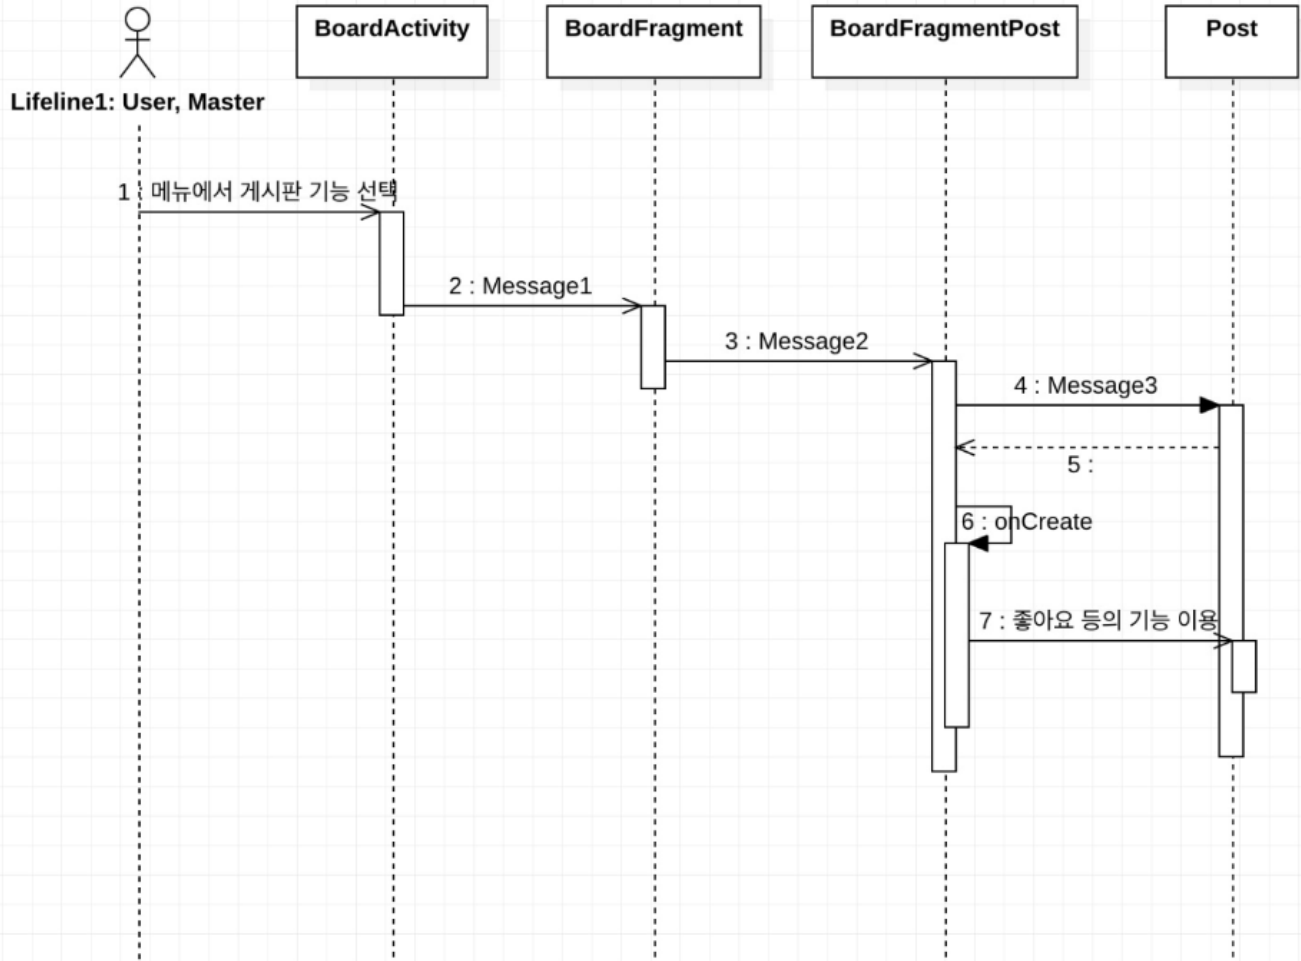 BoardActivity
BoardFragment
BoardFragmentPost
Post
Lifeline1: User, Master
1 : 메뉴에서 게시판 기능 선택
2 : Message1
3 : Message2
4 : Message3
5 :
6 : onCreate
7 : 좋아요 등의 기능 이용